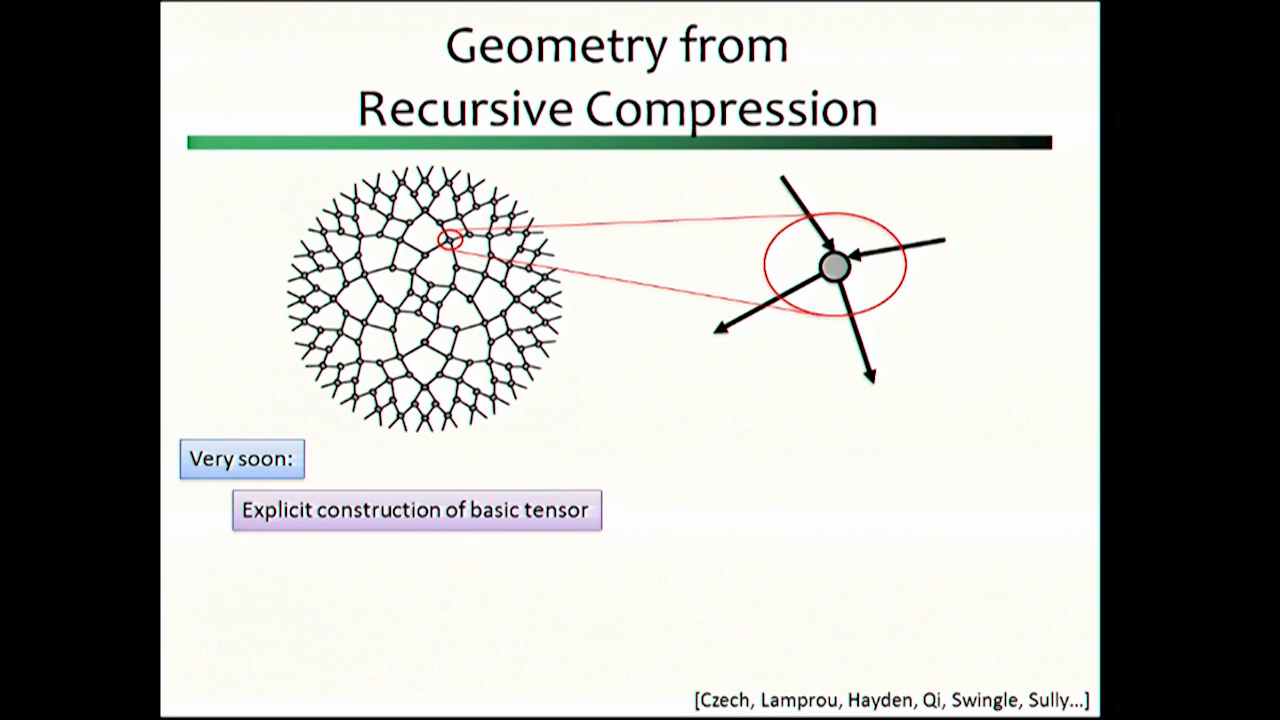 Geometry from
Recursive Compression
Very soon:
Explicit construction of basic tensor
[Czech, Lamprou, Hayden, Qi, Swingle, Sully...]